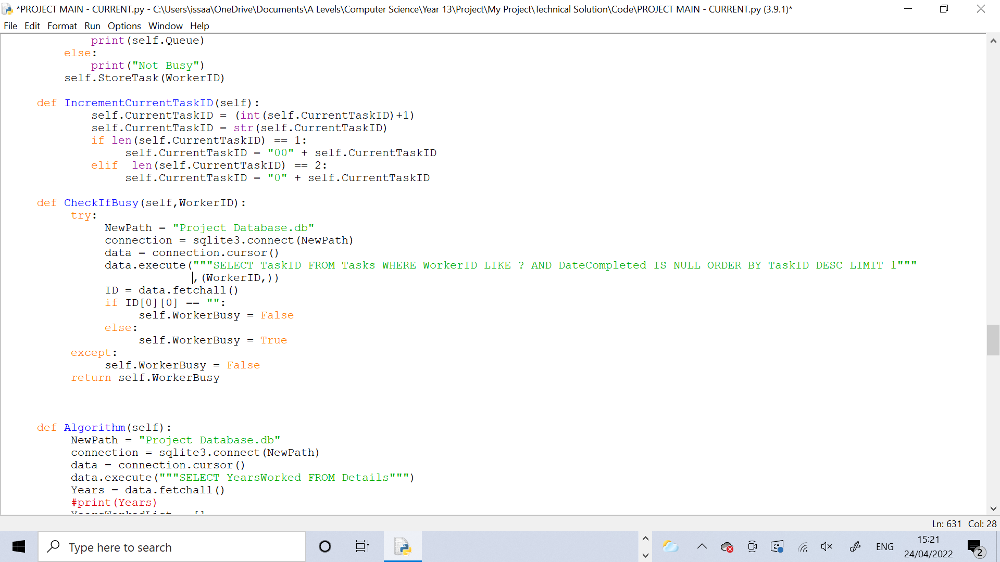 *PROJECT MAIN - CURRENT.py - C:\Users\issaa\OneDrive\Documents\A Levels\Computer Science\Year 13\Project\My Project\Technical Solution\Code\PROJECT MAIN - CURRENT.py (3.9.1)*
File Edit Format Run Options Window Help
print(self.Queue)
else:
print("Not Busy")
self.StoreTask(WorkerID)
def IncrementCurrentTaskID(self):
self.CurrentTaskID = (int(self.CurrentTaskID)+1)
self.CurrentTaskID = str(self.CurrentTaskID)
if len(self.CurrentTaskID) == 1:
self.CurrentTaskID = "00" + self.CurrentTaskID
elif  len(self.CurrentTaskID) == 2:
self.CurrentTaskID = "0" + self.CurrentTaskID
def CheckIfBusy(self,WorkerID):
try:
NewPath = "Project Database.db"
connection = sqlite3.connect(NewPath)
data = connection.cursor()
data.execute("""SELECT TaskID FROM Tasks WHERE WorkerID LIKE ? AND DateCompleted IS NULL ORDER BY TaskID DESC LIMIT 1"""
,(WorkerID,))
ID = data.fetchall()
if ID[0][0] == "":
self.WorkerBusy = False
else:
self.WorkerBusy = True
except:
self.WorkerBusy = False
return self.WorkerBusy
def Algorithm(self):
NewPath = "Project Database.db"
connection = sqlite3.connect(NewPath)
data = connection.cursor()
data.execute("""SELECT YearsWorked FROM Details""")
Years = data.fetchall()
#print(Years)
YearsWorkedList = []
Ln: 631 Col: 28
Type here to search
ENG
15:21
24/04/2022
2